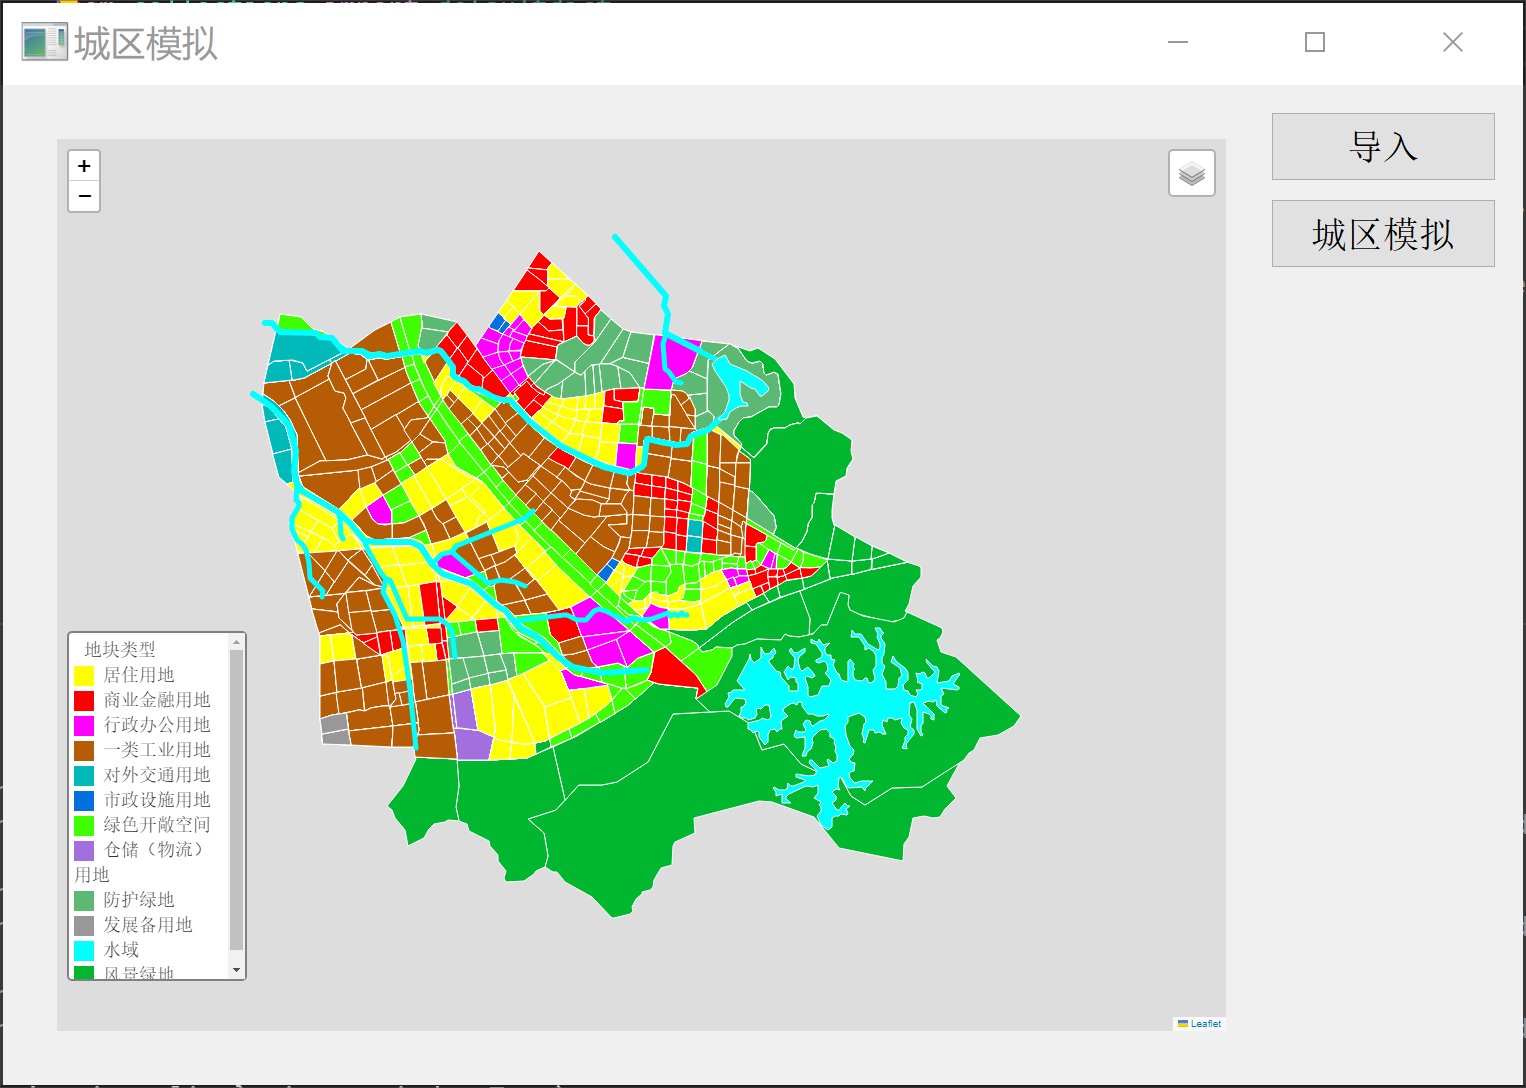 城区模拟
导入
城区模拟
+
−
地块类型
居住用地
商业金融用地
行政办公用地
一类工业用地
对外交通用地
市政设施用地
绿色开敞空间
仓储（物流）
用地
防护绿地
发展备用地
水域
风景绿地
Leaflet